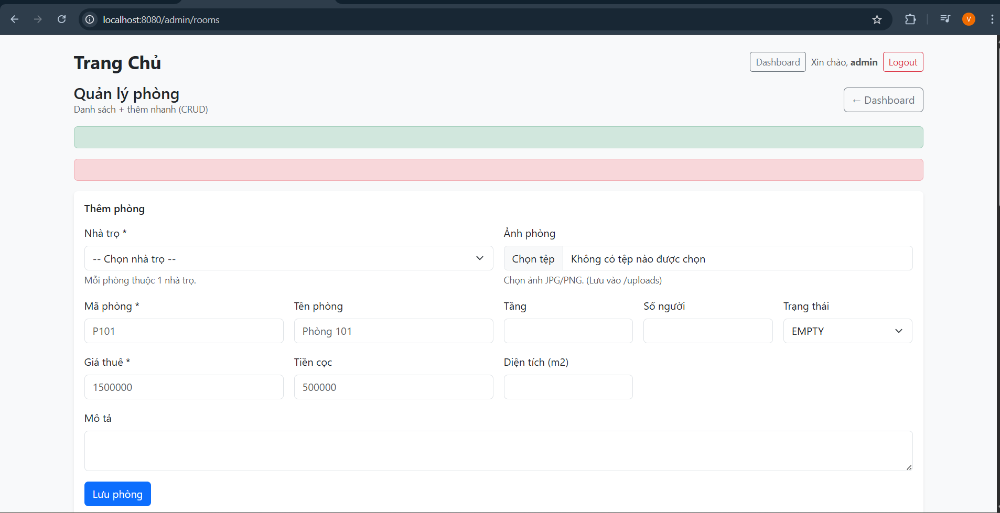 localhost:8080/admin/rooms
V
Trang Chủ
Dashboard Xin chào, admin Logout
Quản lý phòng
Danh sách + thêm nhanh (CRUD)
← Dashboard
Thêm phòng
Nhà trọ *
Ảnh phòng
-- Chọn nhà trọ --
Chọn tệp Không có tệp nào được chọn
Mỗi phòng thuộc 1 nhà trọ.
Chọn ảnh JPG/PNG. (Lưu vào /uploads)
Mã phòng *
Tên phòng
Tầng
Số người
Trạng thái
P101
Phòng 101
EMPTY
Giá thuê *
Tiền cọc
Diện tích (m2)
1500000
500000
Mô tả
Lưu phòng